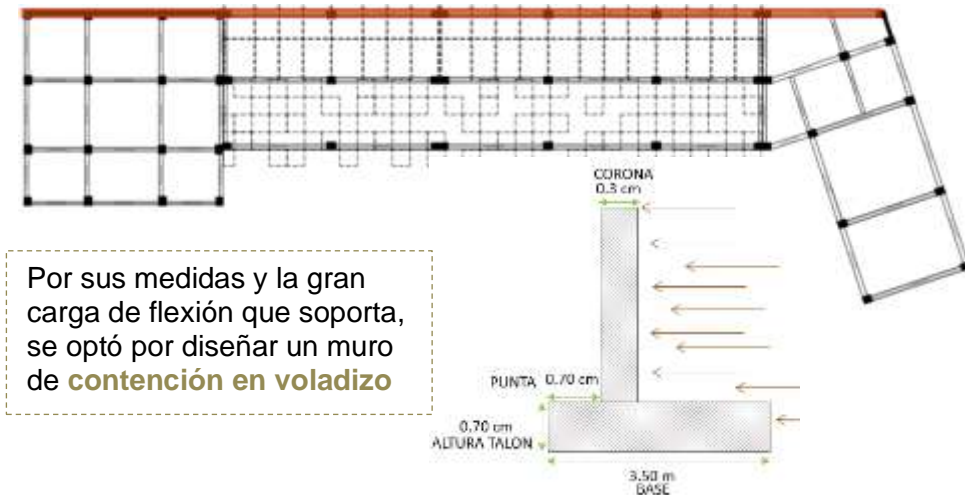 CORONA
0.3 cm
Por sus medidas y la gran
carga de flexión que soporta,
se optó por diseñar un muro
de contención en voladizo
PUNTA 0.70 cm
0.70 cm
ALTURA TALON
3.50 m
BASE